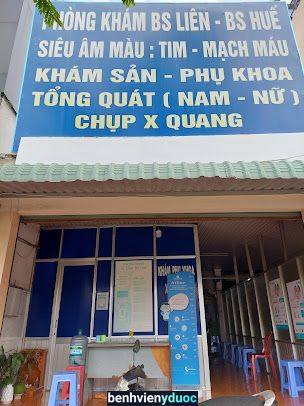 PHÒNG KHÁM BS LIÊN - BS HUẾ
SIÊU ÂM MÀU : TIM - MẠCH MÁU
KHÁM SẢN - PHỤ KHOA
TỔNG QUÁT ( NAM - NỮ )
CHỤP X QUANG
KHÁM PHỤ KHOA
benhvienyduoc